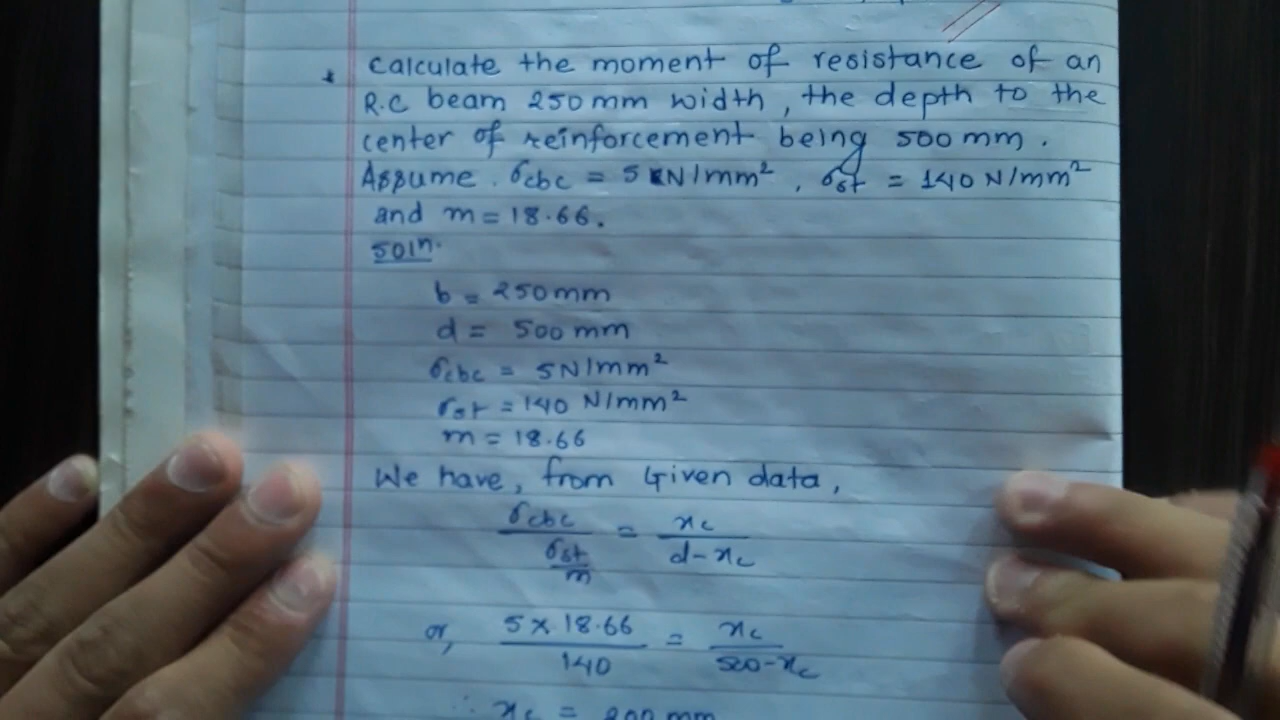 * Calculate the moment of resistance of an
R.C beam 250 mm width, the depth to the
center of reinforcement being 500 mm.
Assume. σcbc = 5 N/mm², σst = 140 N/mm²
and m = 18.66.
Soln.
b = 250 mm
d = 500 mm
σcbc = 5 N/mm²
σst = 140 N/mm²
m = 18.66
We have, from Given data,
σcbc / (σst / m) = xc / (d - xc)
or, 5 × 18.66 / 140 = xc / (500 - xc)
∴ xc = 200 mm